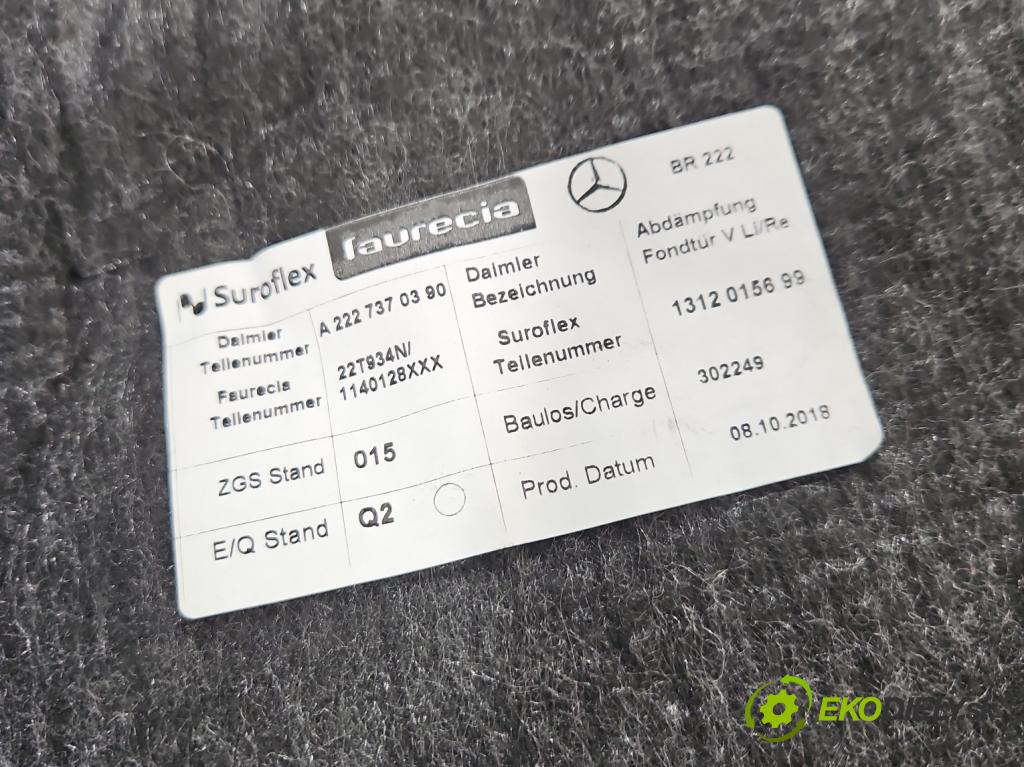 Suroflex faurecia BR 222
Daimler Teilenummer A 222 737 03 90
Daimler Bezeichnung Abdämpfung Fondtür V Li/Re
Faurecia Teilenummer 22T934N/ 1140128XXX
Suroflex Teilenummer 1312 0156 99
ZGS Stand 015
Baulos/Charge 302249
E/Q Stand Q2
Prod. Datum 08.10.2018
EKO